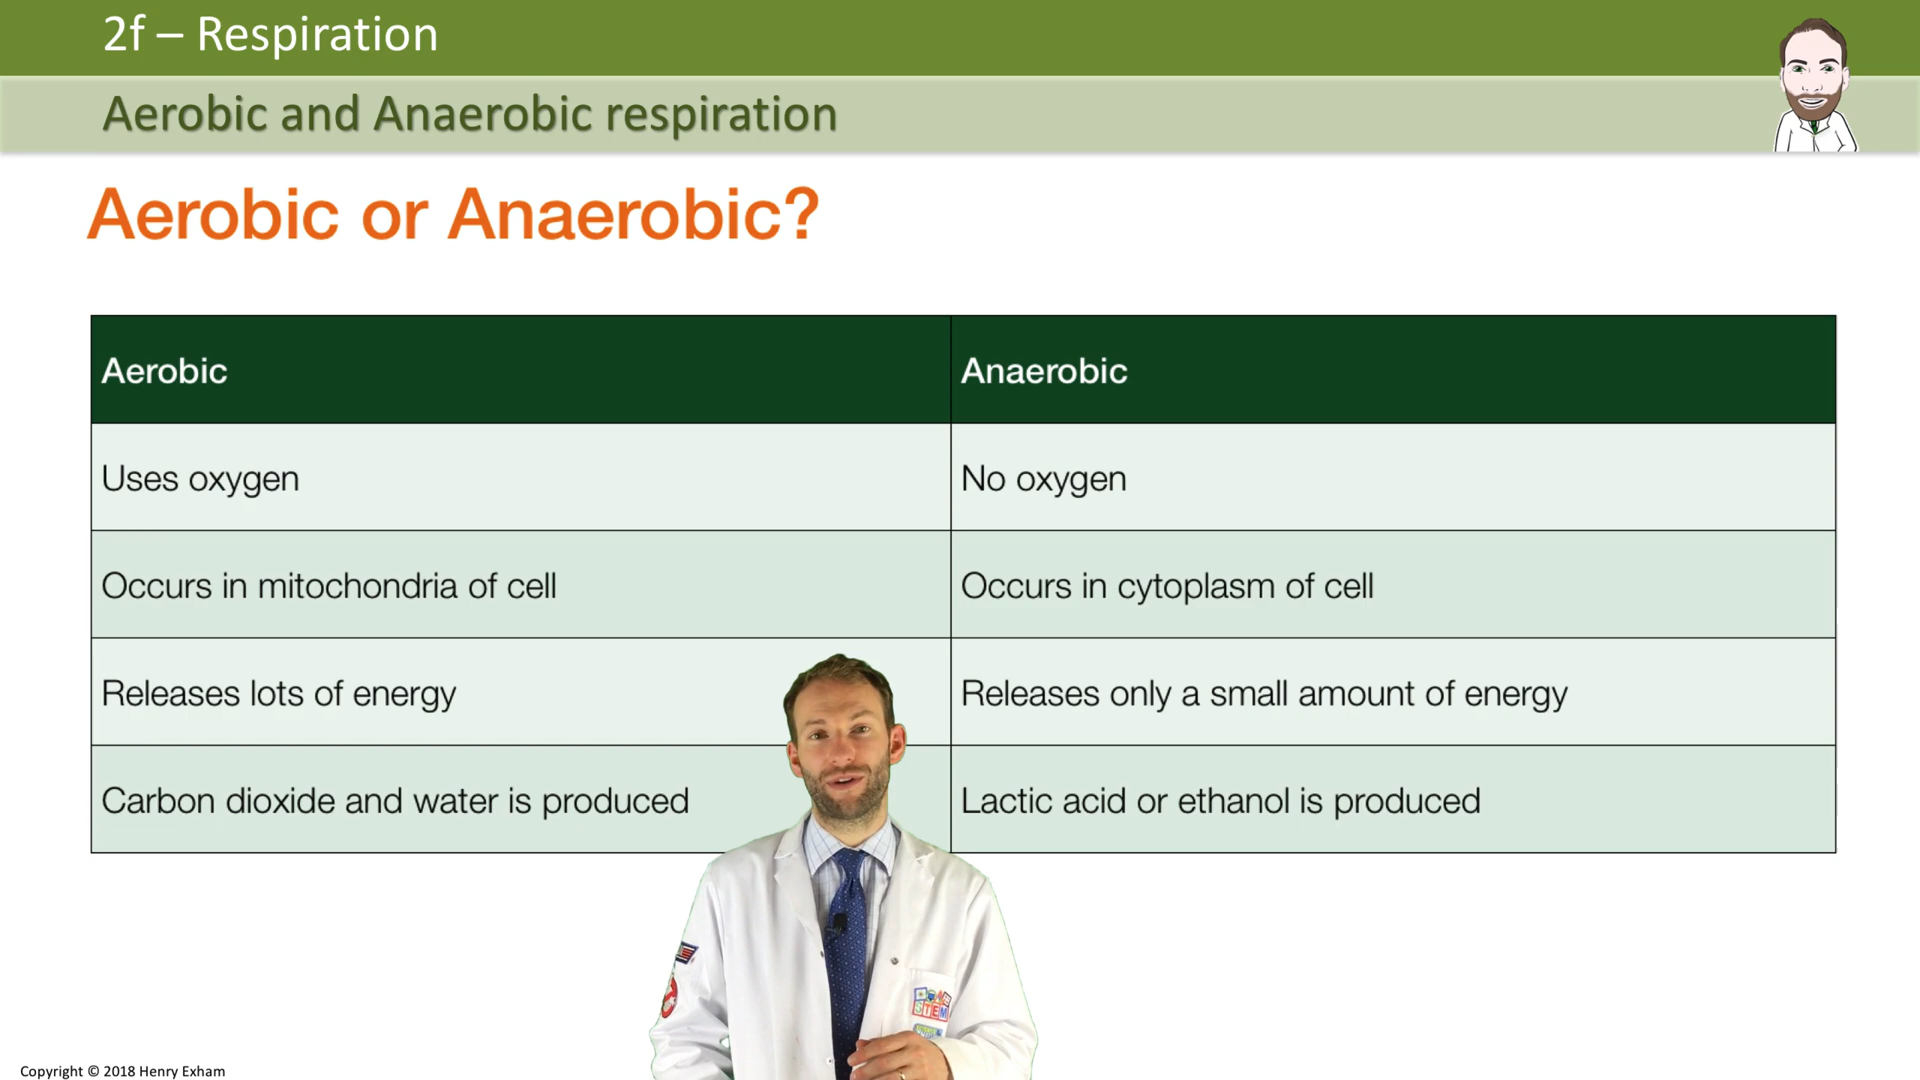 2f – Respiration
Aerobic and Anaerobic respiration
Aerobic or Anaerobic?
Aerobic
Anaerobic
Uses oxygen
No oxygen
Occurs in mitochondria of cell
Occurs in cytoplasm of cell
Releases lots of energy
Releases only a small amount of energy
Carbon dioxide and water is produced
Lactic acid or ethanol is produced
STEM
Copyright © 2018 Henry Exham